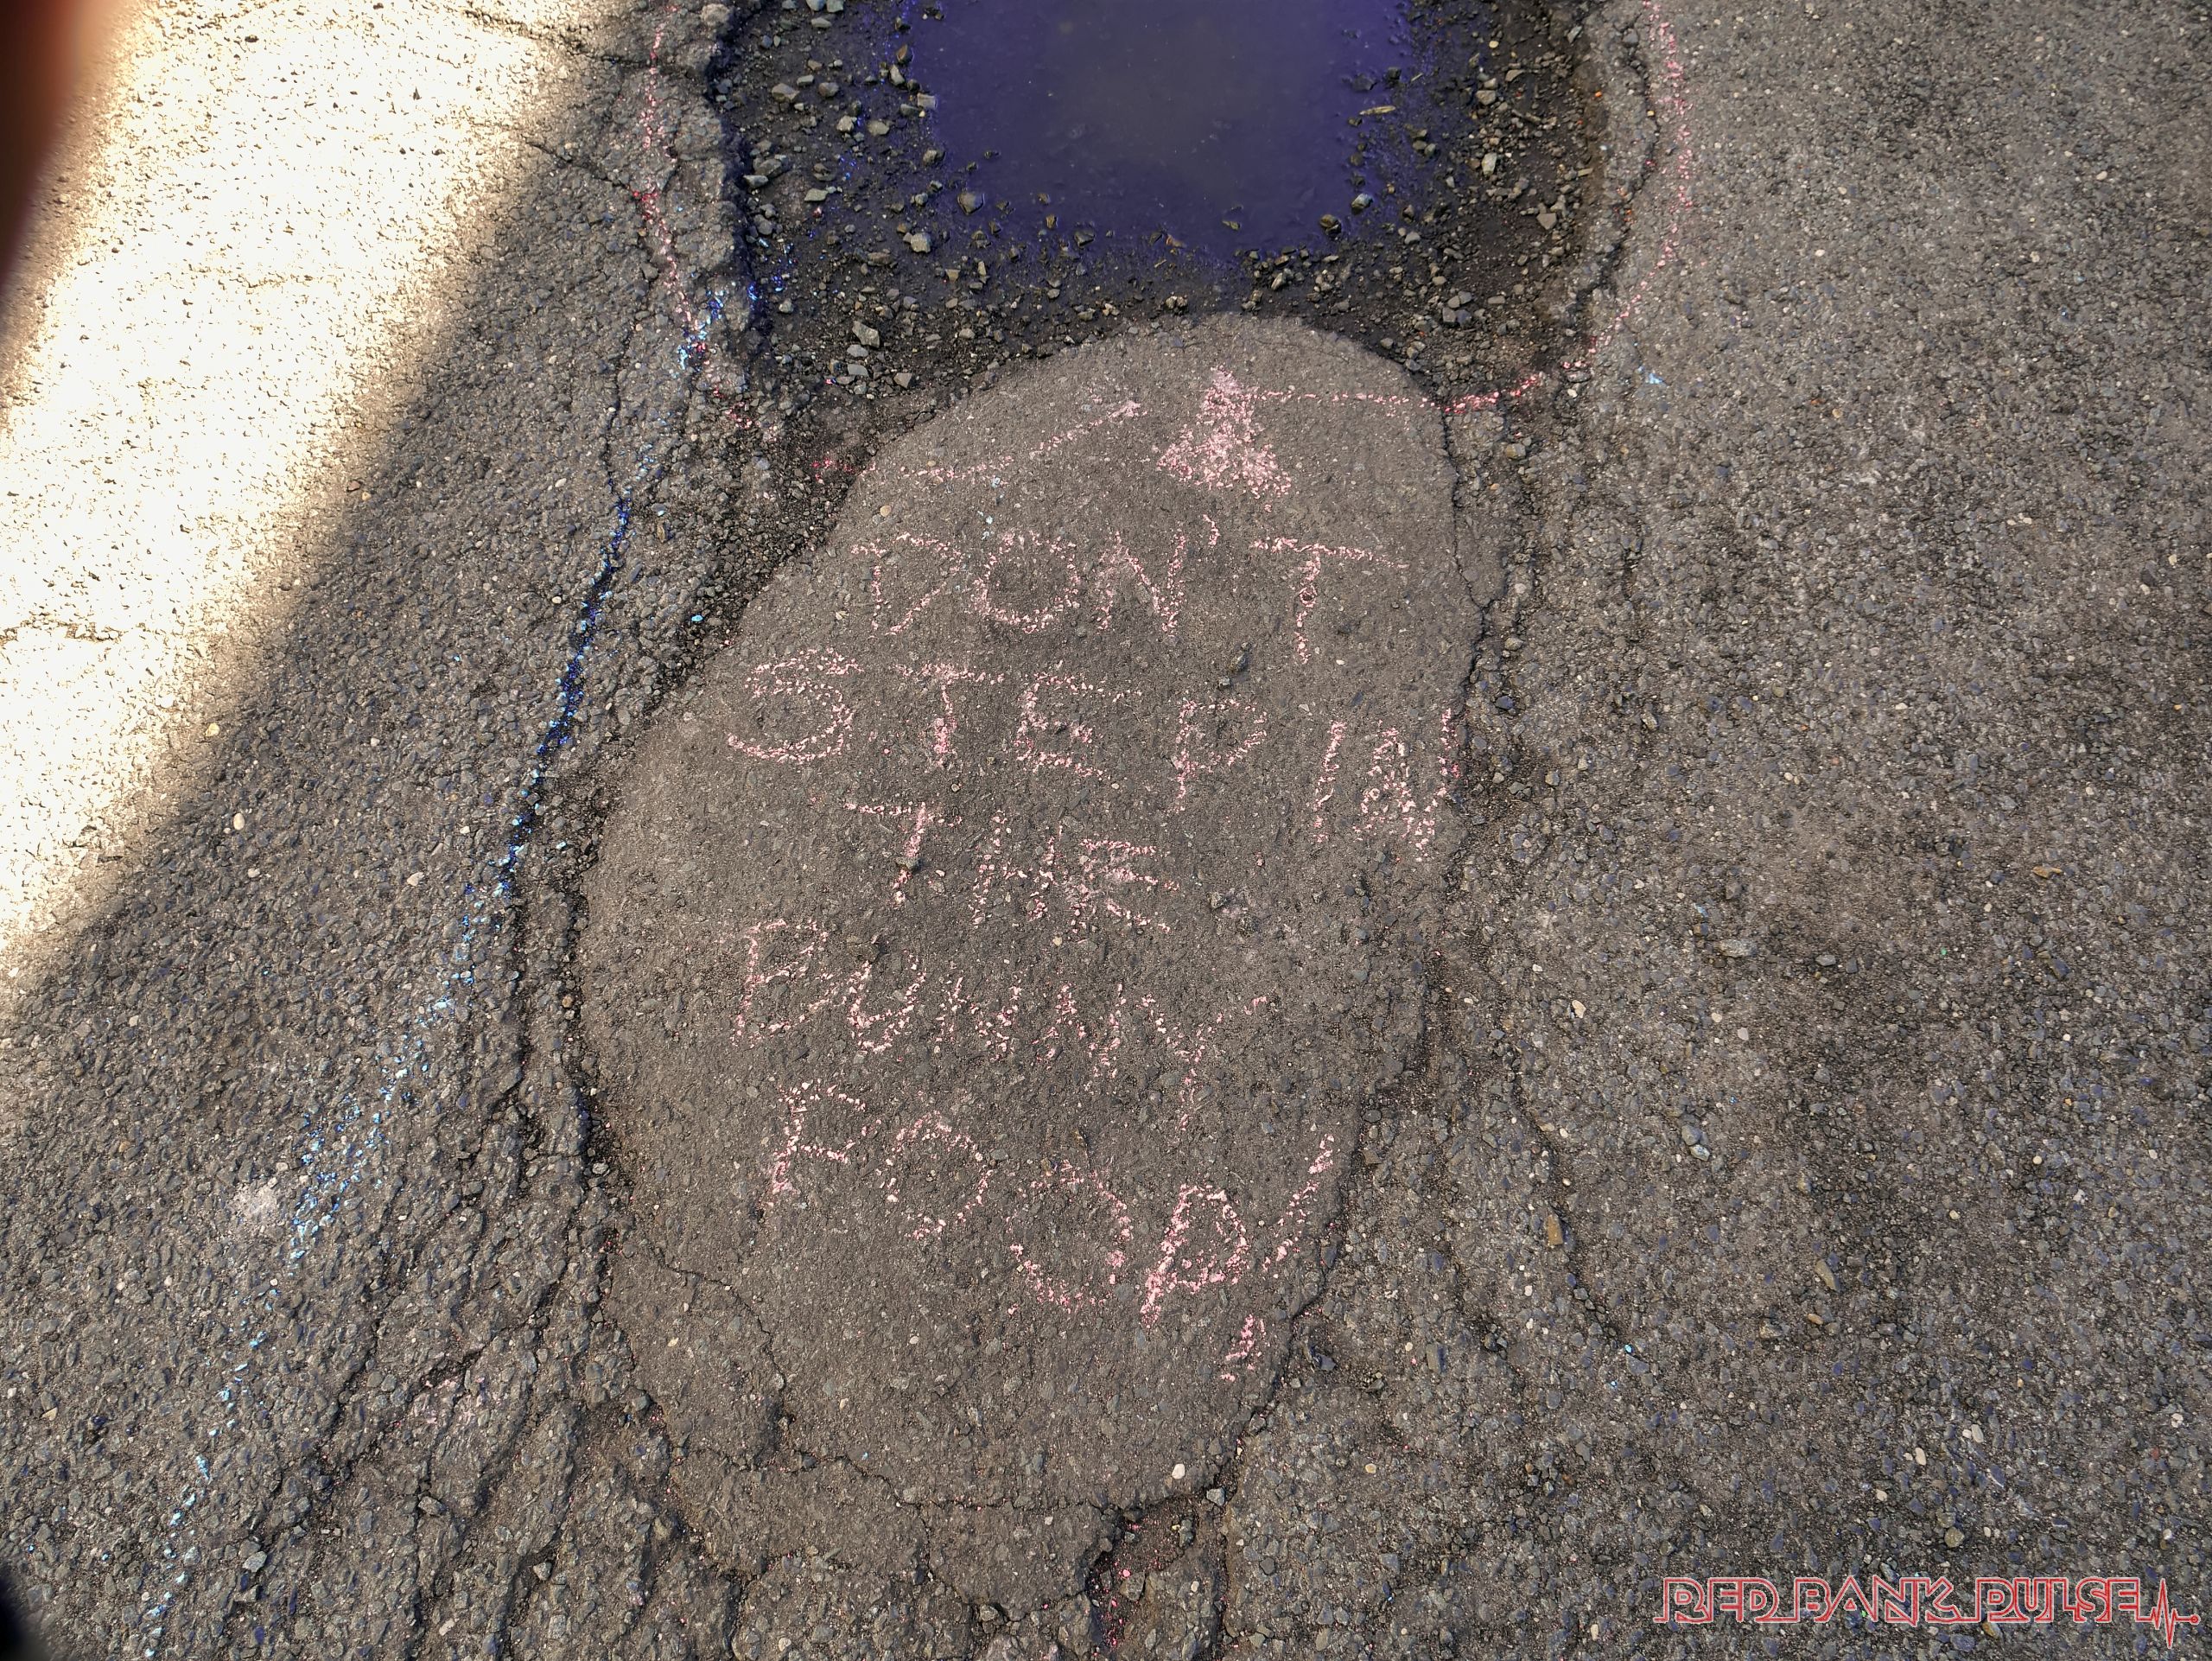 DON'T
STEP IN
THE
BUNNY
FOOD!
RED BANK PULSE